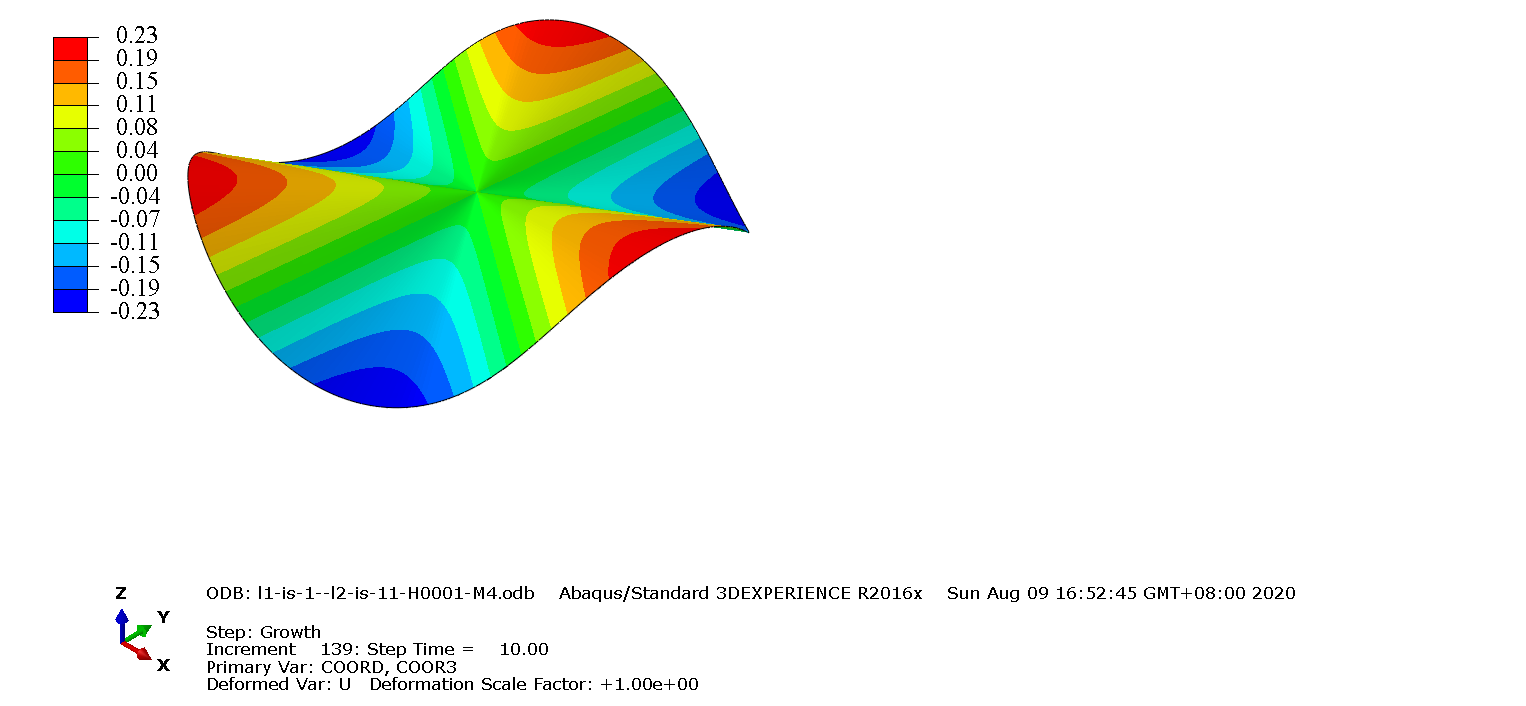 0.23
0.19
0.15
0.11
0.08
0.04
0.00
-0.04
-0.07
-0.11
-0.15
-0.19
-0.23
Z
Y
X
ODB: l1-is-1--l2-is-11-H0001-M4.odb Abaqus/Standard 3DEXPERIENCE R2016x Sun Aug 09 16:52:45 GMT+08:00 2020
Step: Growth
Increment 139: Step Time = 10.00
Primary Var: COORD, COOR3
Deformed Var: U Deformation Scale Factor: +1.00e+00